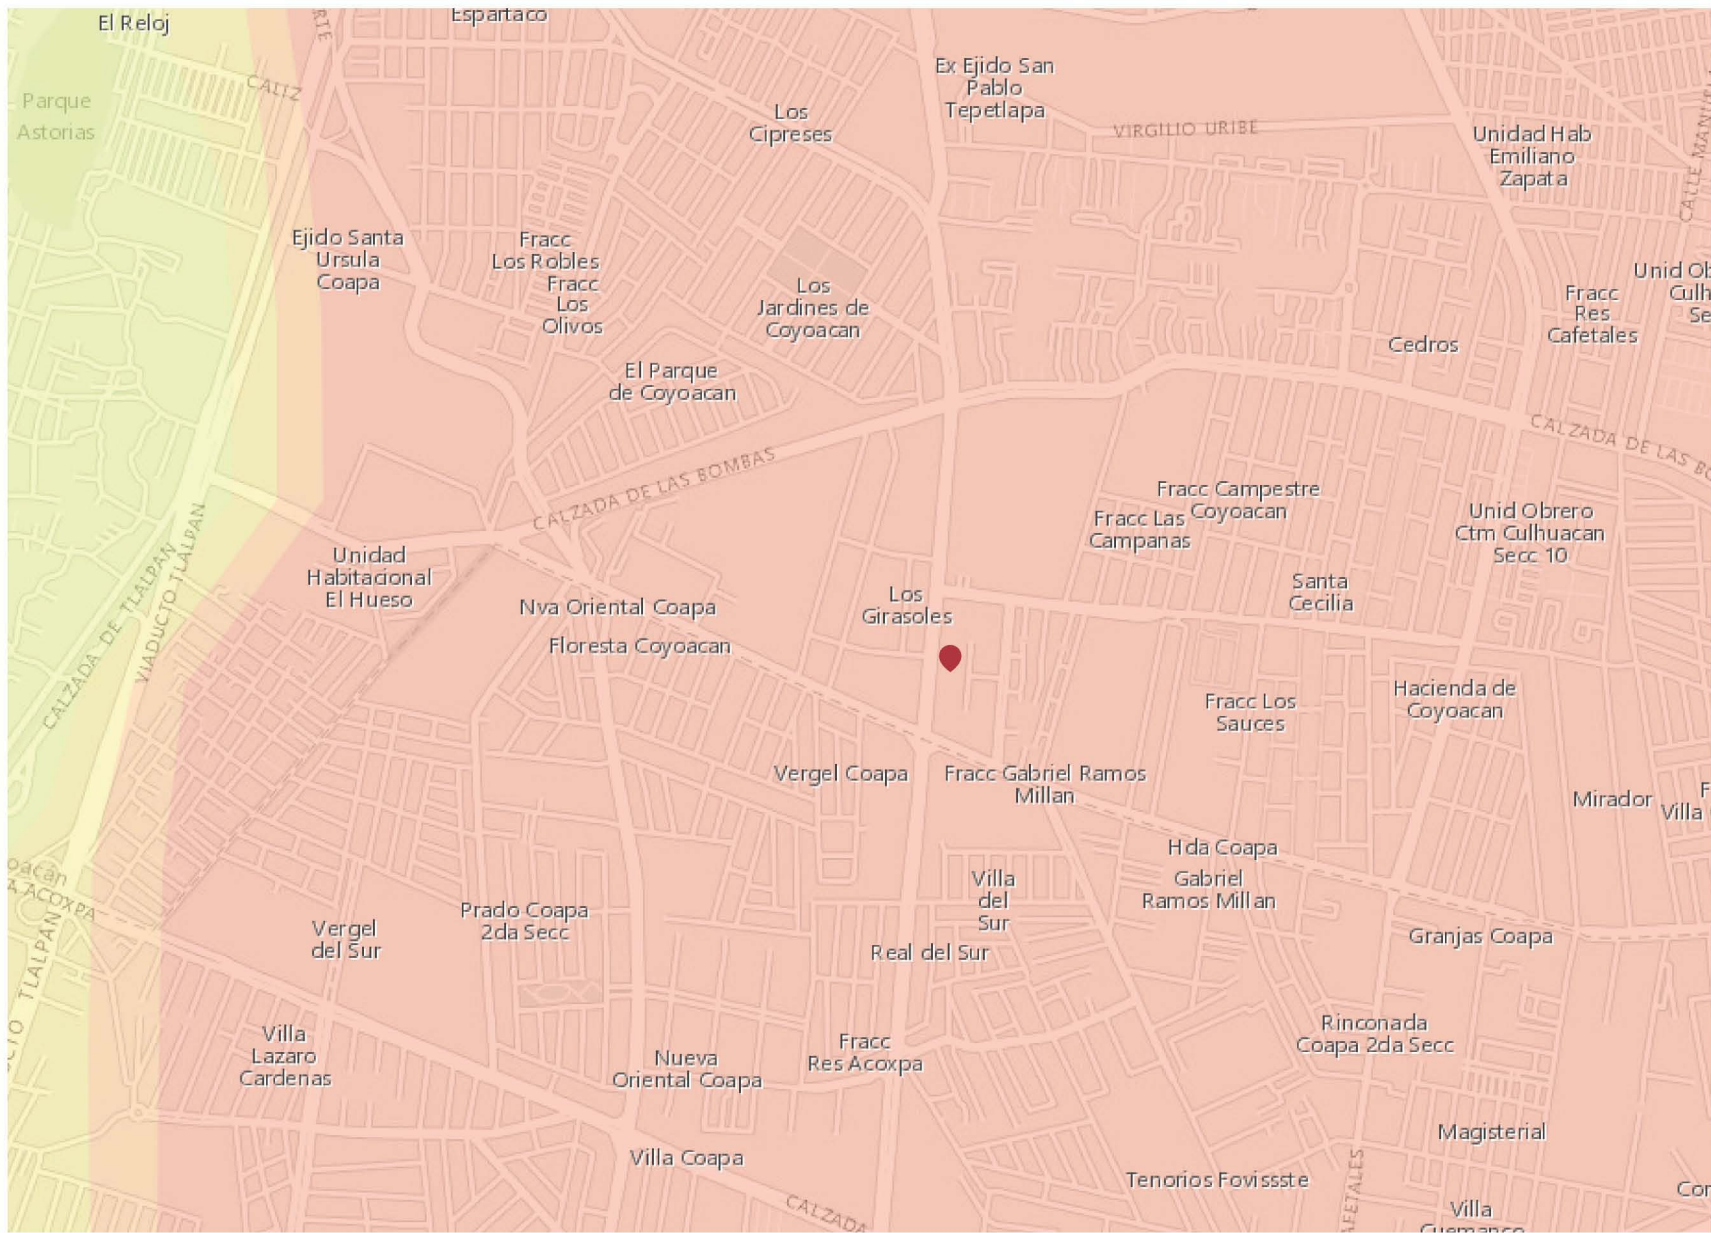 El Reloj
Espartaco
CALIZ
Parque
Astorias
Los
Cipreses
Ex Ejido San
Pablo
Tepetlapa
VIRGILIO URIBE
Unidad Hab
Emiliano
Zapata
Ejido Santa
Ursula
Coapa
Fracc
Los Robles
Fracc
Los
Olivos
Los
Jardines de
Coyoacan
Fracc
Res
Cafetales
Cedros
El Parque
de Coyoacan
CALZADA DE LAS BOMBAS
CALZADA DE LAS
Fracc Campestre
Coyoacan
Fracc Las
Campanas
Unid Obrero
Ctm Culhuacan
Secc 10
CALZADA DE TLALPAN
VIADUCTO TLALPAN
Unidad
Habitacional
El Hueso
Nva Oriental Coapa
Floresta Coyoacan
Los
Girasoles
Santa
Cecilia
Fracc Los
Sauces
Hacienda de
Coyoacan
Vergel Coapa
Fracc Gabriel Ramos
Millan
Mirador
Villa
Hda Coapa
Gabriel
Ramos Millan
Villa
del
Sur
ACOXPA
TLALPAN
Vergel
del Sur
Prado Coapa
2da Secc
Real del Sur
Granjas Coapa
Villa
Lazaro
Cardenas
Nueva
Oriental Coapa
Fracc
Res Acoxpa
Rinconada
Coapa 2da Secc
Magisterial
Villa Coapa
CALZADA
Tenorios Fovissste
Villa
Cuemanco